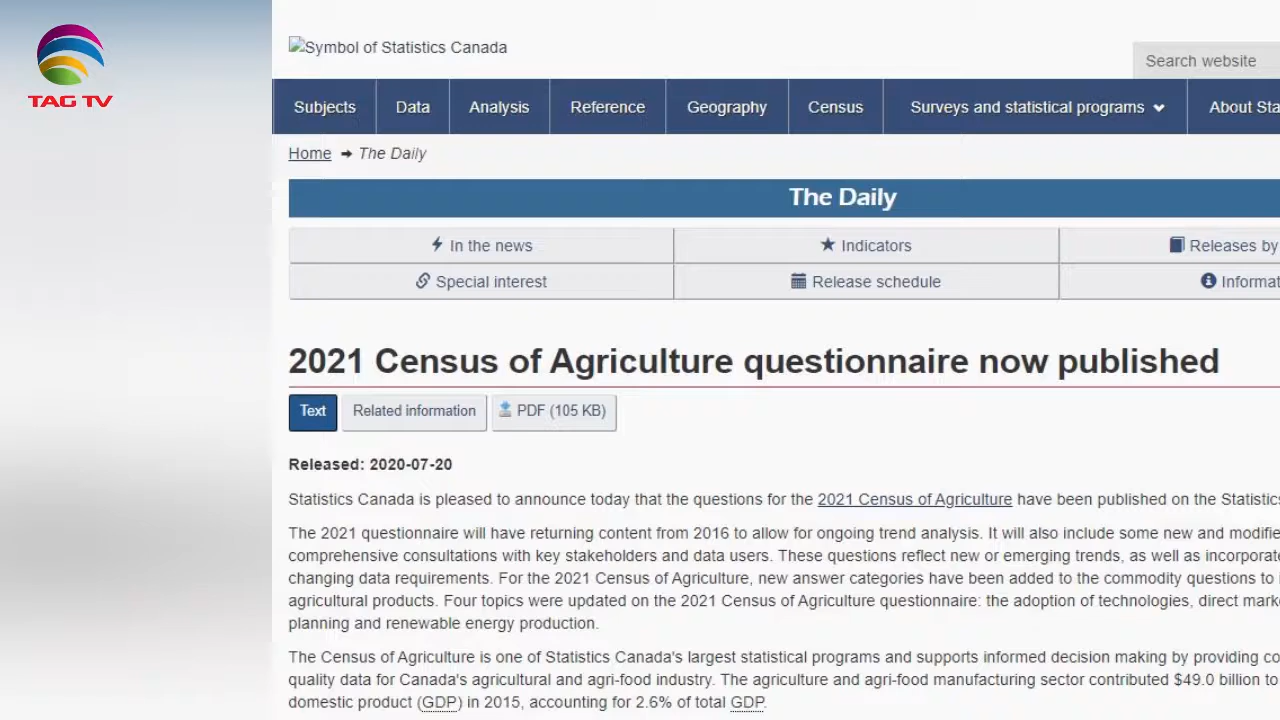 TAG TV
Symbol of Statistics Canada
Search website
Subjects Data Analysis Reference Geography Census Surveys and statistical programs About Sta
Home The Daily
The Daily
In the news Indicators Releases by
Special interest Release schedule Informat
2021 Census of Agriculture questionnaire now published
Text Related information PDF (105 KB)
Released: 2020-07-20
Statistics Canada is pleased to announce today that the questions for the 2021 Census of Agriculture have been published on the Statistics
The 2021 questionnaire will have returning content from 2016 to allow for ongoing trend analysis. It will also include some new and modifie
comprehensive consultations with key stakeholders and data users. These questions reflect new or emerging trends, as well as incorporate
changing data requirements. For the 2021 Census of Agriculture, new answer categories have been added to the commodity questions to
agricultural products. Four topics were updated on the 2021 Census of Agriculture questionnaire: the adoption of technologies, direct marke
planning and renewable energy production.
The Census of Agriculture is one of Statistics Canada's largest statistical programs and supports informed decision making by providing co
quality data for Canada's agricultural and agri-food industry. The agriculture and agri-food manufacturing sector contributed $49.0 billion to
domestic product (GDP) in 2015, accounting for 2.6% of total GDP.